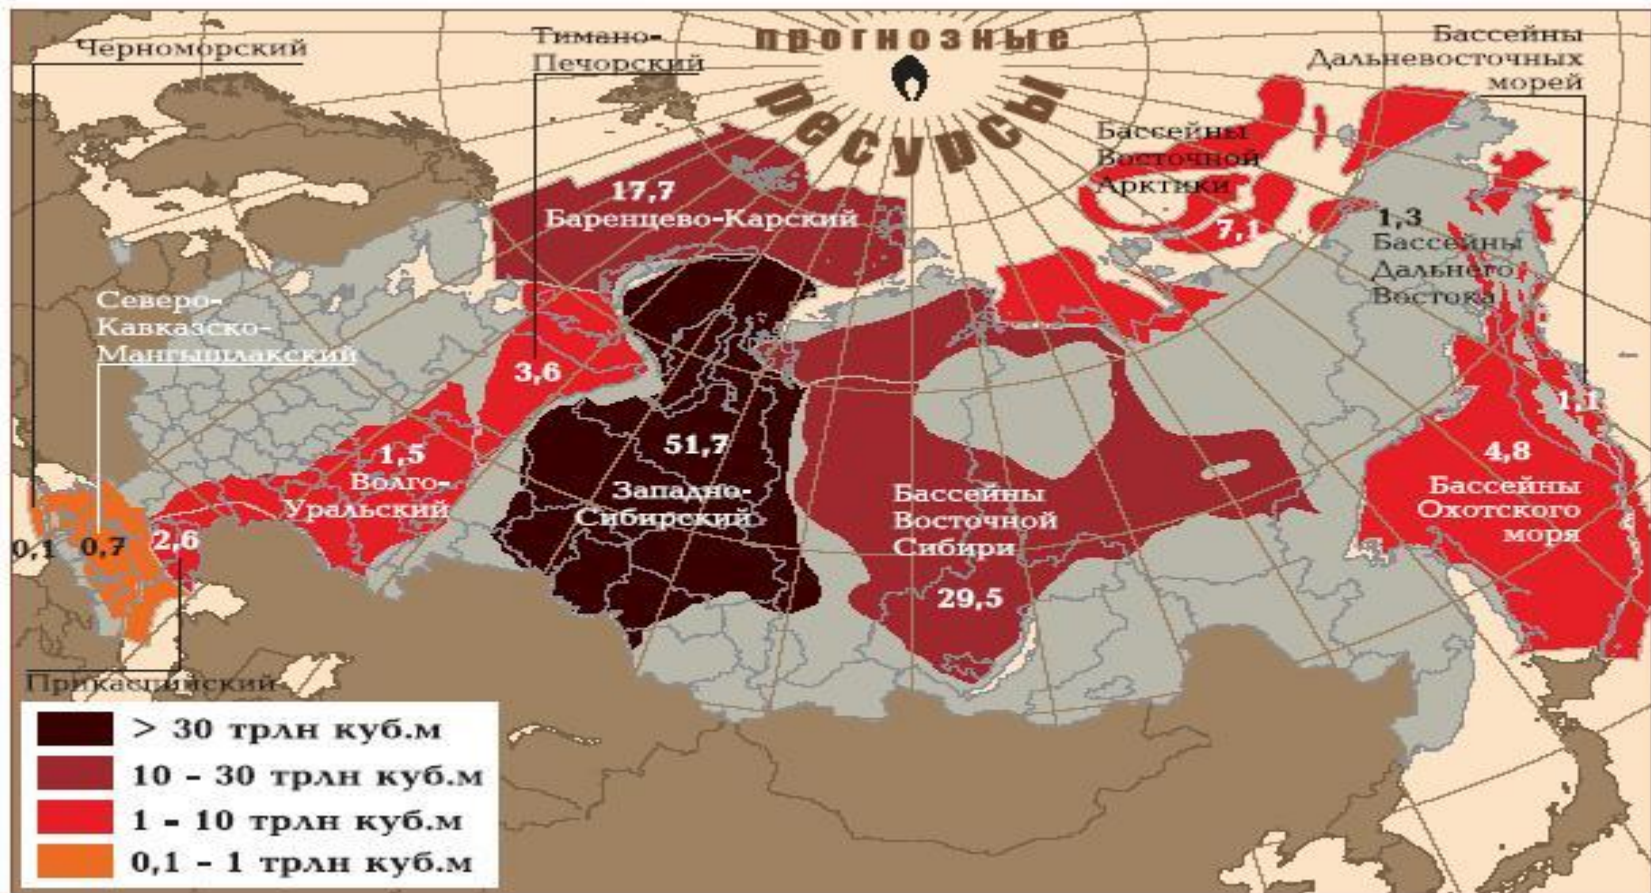 прогнозные
ресурсы
Черноморский
Тимано-
Печорский
Бассейны
Дальневосточных
морей
Бассейны
Восточной
Арктики
7,1
17,7
Баренцево-Карский
1,3
Бассейны
Дальнего
Востока
Северо-
Кавказско-
Мангышлакский
3,6
1,1
51,7
Западно-
Сибирский
1,5
Волго-
Уральский
4,8
Бассейны
Охотского
моря
Бассейны
Восточной
Сибири
29,5
0,1
0,7
2,6
Прикаспийский
> 30 трлн куб.м
10 - 30 трлн куб.м
1 - 10 трлн куб.м
0,1 - 1 трлн куб.м